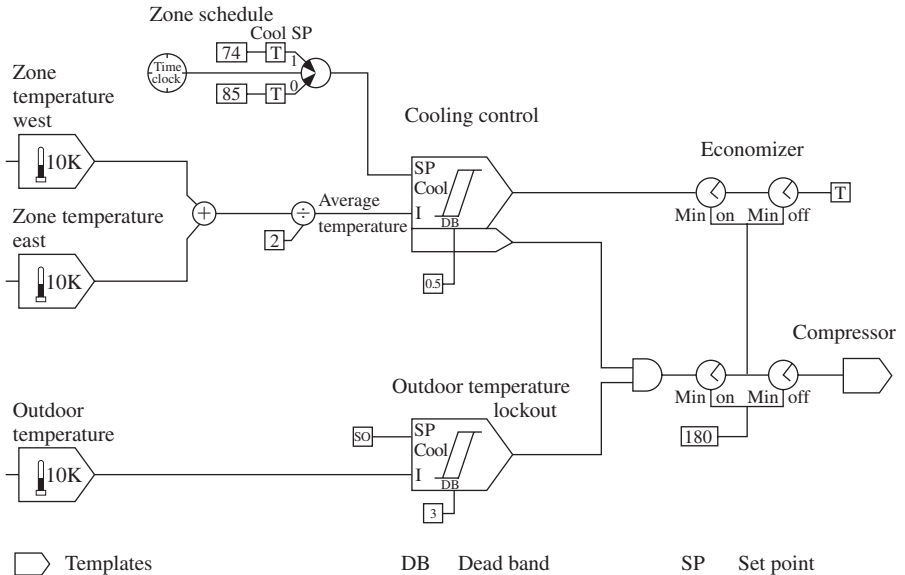 Zone schedule
Cool SP
74 T
1
Time
clock
0
85 T
Zone
temperature
west
10K
Cooling control
Economizer
SP
Cool
I
DB
Zone temperature
east
10K
+
÷
Average
temperature
2
0.5
T
Min on Min off
Compressor
Min on Min off
180
Outdoor temperature
lockout
Outdoor
temperature
10K
SO
SP
Cool
I
DB
3
Templates DB Dead band SP Set point